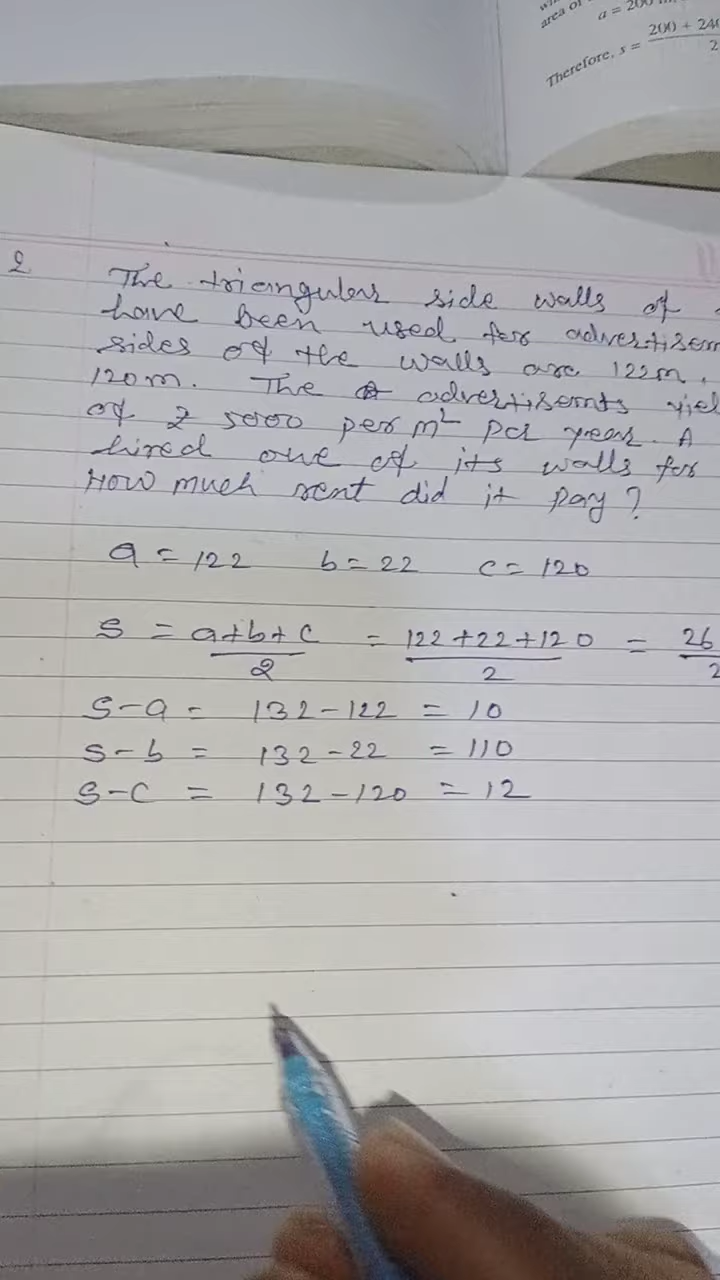 area of
a = 200
Therefore, s = 200 + 24 / 2
2 The triangular side walls of
have been used for advertisem
sides of the walls are 122m,
120m. The advertisemts yiel
of ₹ 5000 per m² per year. A
hired one of its walls for
How much rent did it pay?
a = 122 b = 22 c = 120
s = a+b+c / 2 = 122+22+120 / 2 = 26 / 2
s-a = 132-122 = 10
s-b = 132-22 = 110
s-c = 132-120 = 12